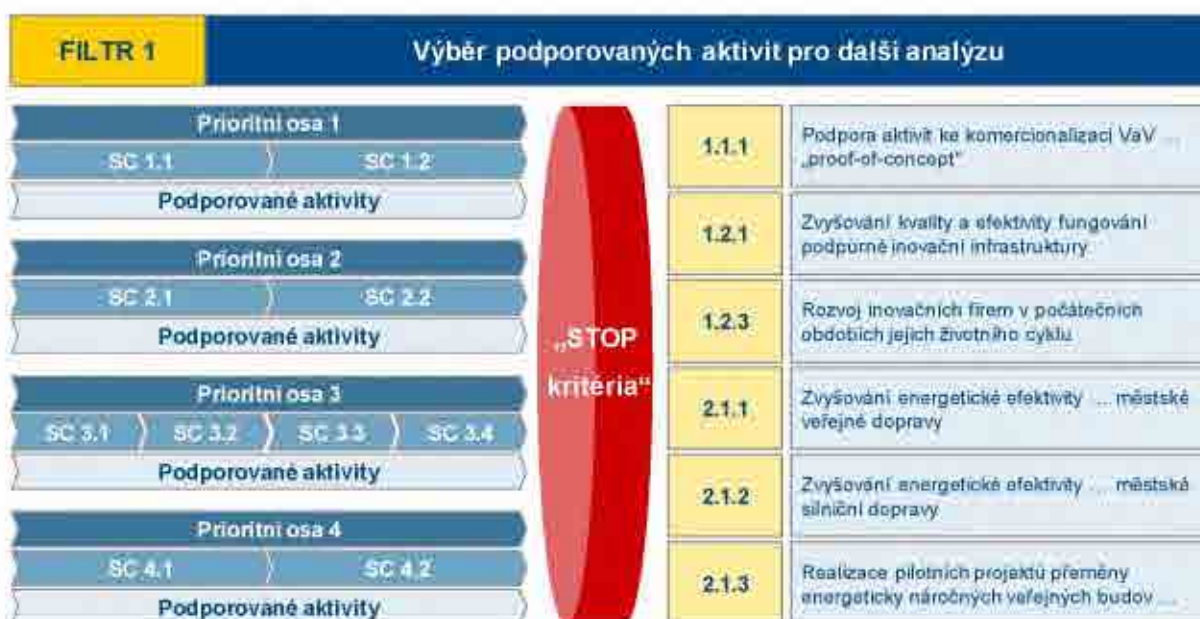 FILTR 1
Výběr podporovaných aktivit pro další analýzu
Prioritní osa 1
SC 1.1
SC 1.2
Podporované aktivity
Prioritní osa 2
SC 2.1
SC 2.2
Podporované aktivity
Prioritní osa 3
SC 3.1
SC 3.2
SC 3.3
SC 3.4
Podporované aktivity
Prioritní osa 4
SC 4.1
SC 4.2
Podporované aktivity
„STOP
kritéria“
1.1.1
Podpora aktivit ke komercionalizaci VaV ...
„proof-of-concept“
1.2.1
Zvyšování kvality a efektivity fungování
podpůrné inovační infrastruktury
1.2.3
Rozvoj inovačních firem v počátečních
obdobích jejich životního cyklu
2.1.1
Zvyšování energetické efektivity ... městské
veřejné dopravy
2.1.2
Zvyšování energetické efektivity ... městská
silniční dopravy
2.1.3
Realizace pilotních projektů přeměny
energeticky náročných veřejných budov ...